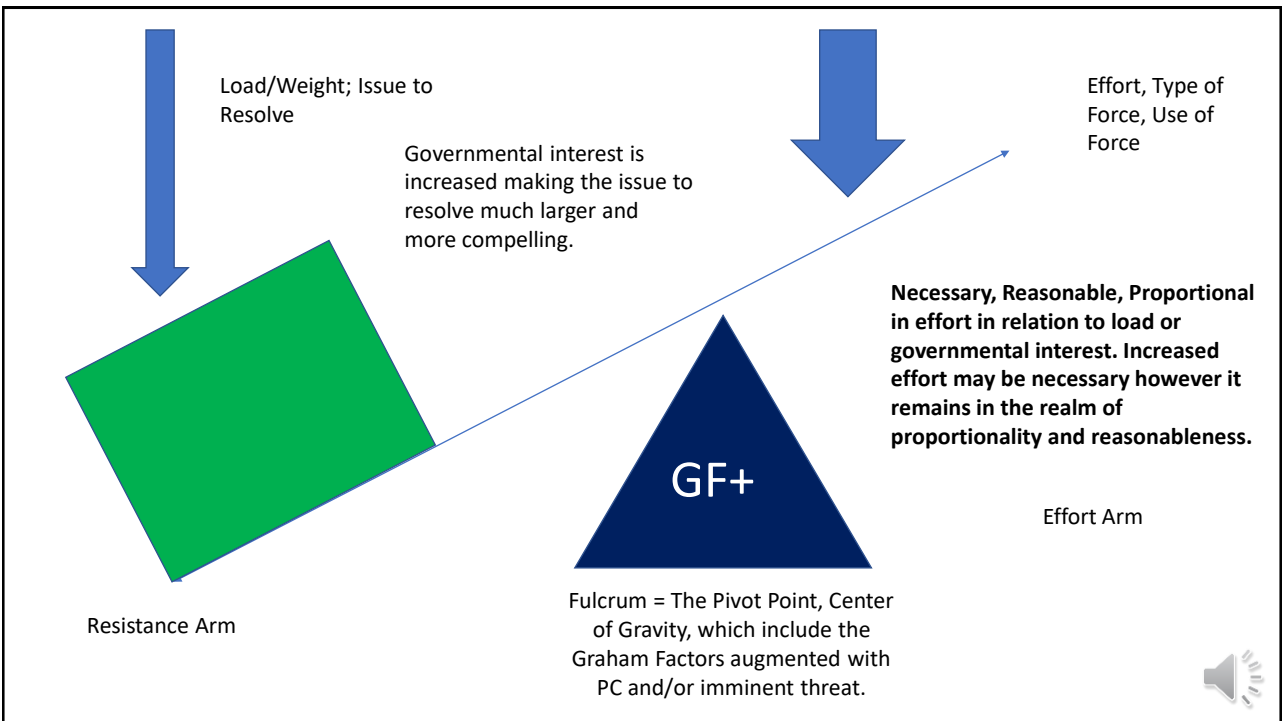 Load/Weight; Issue to
Resolve
Effort, Type of
Force, Use of
Force
Governmental interest is
increased making the issue to
resolve much larger and
more compelling.
Necessary, Reasonable, Proportional
in effort in relation to load or
governmental interest. Increased
effort may be necessary however it
remains in the realm of
proportionality and reasonableness.
GF+
Effort Arm
Fulcrum = The Pivot Point, Center
of Gravity, which include the
Graham Factors augmented with
PC and/or imminent threat.
Resistance Arm